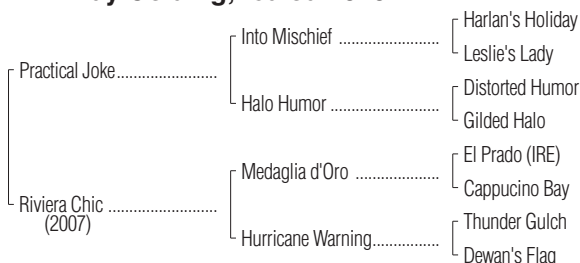 Harlan's Holiday
Into Mischief ........................
Leslie's Lady
Practical Joke........................
Distorted Humor
Halo Humor ..........................
Gilded Halo
El Prado (IRE)
Medaglia d'Oro ....................
Cappucino Bay
Riviera Chic ..........................
(2007)
Thunder Gulch
Hurricane Warning................
Dewan's Flag